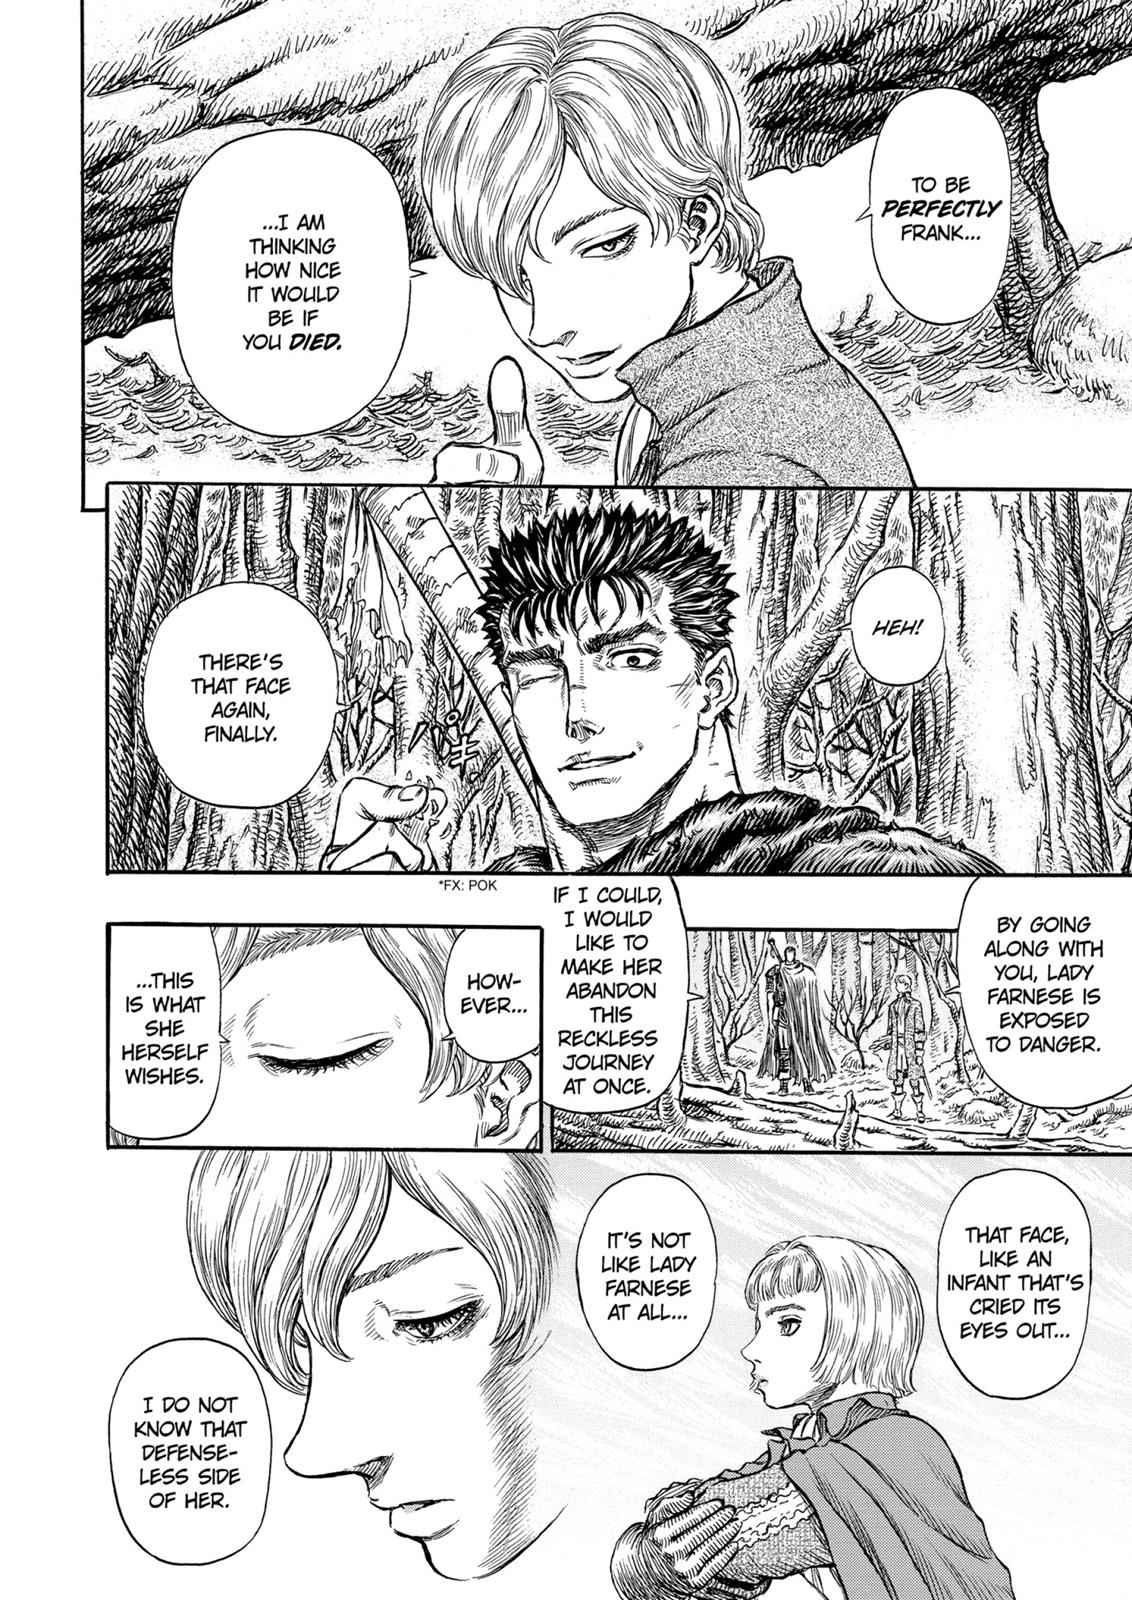 TO BE
PERFECTLY
FRANK...
...I AM
THINKING
HOW NICE
IT WOULD
BE IF
YOU DIED.
HEH!
THERE'S
THAT FACE
AGAIN,
FINALLY.
パキ
*FX: POK
BY GOING
ALONG WITH
YOU, LADY
FARNESE IS
EXPOSED
TO DANGER.
IF I COULD,
I WOULD
LIKE TO
MAKE HER
ABANDON
THIS
RECKLESS
JOURNEY
AT ONCE.
HOW-
EVER...
...THIS
IS WHAT
SHE
HERSELF
WISHES.
THAT FACE,
LIKE AN
INFANT THAT'S
CRIED ITS
EYES OUT...
IT'S NOT
LIKE LADY
FARNESE
AT ALL...
I DO NOT
KNOW THAT
DEFENSE-
LESS SIDE
OF HER.